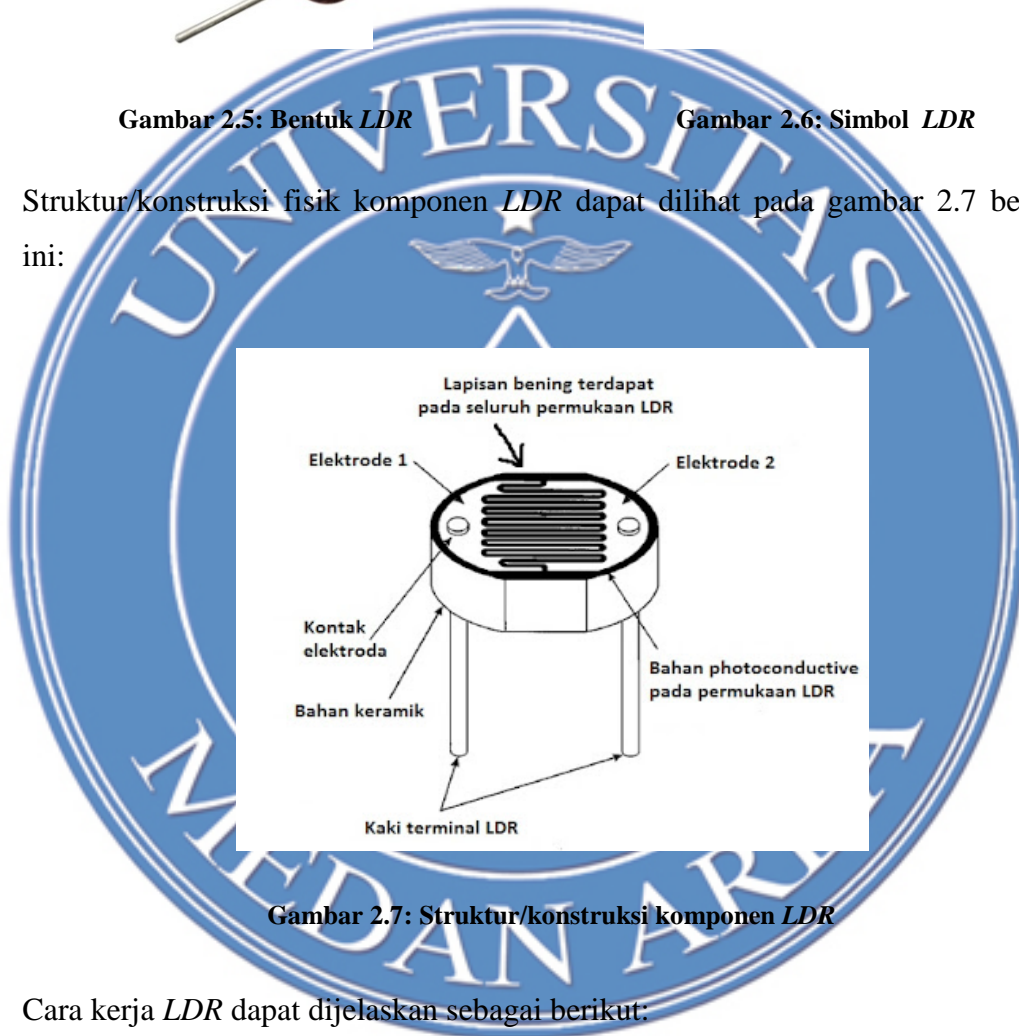 Gambar 2.5: Bentuk LDR Gambar 2.6: Simbol LDR
Struktur/konstruksi fisik komponen LDR dapat dilihat pada gambar 2.7 be
ini:
Lapisan bening terdapat
pada seluruh permukaan LDR
Elektrode 1
Elektrode 2
Kontak
elektroda
Bahan photoconductive
pada permukaan LDR
Bahan keramik
Kaki terminal LDR
Gambar 2.7: Struktur/konstruksi komponen LDR
Cara kerja LDR dapat dijelaskan sebagai berikut:
UNIVERSITAS
MEDAN AREA